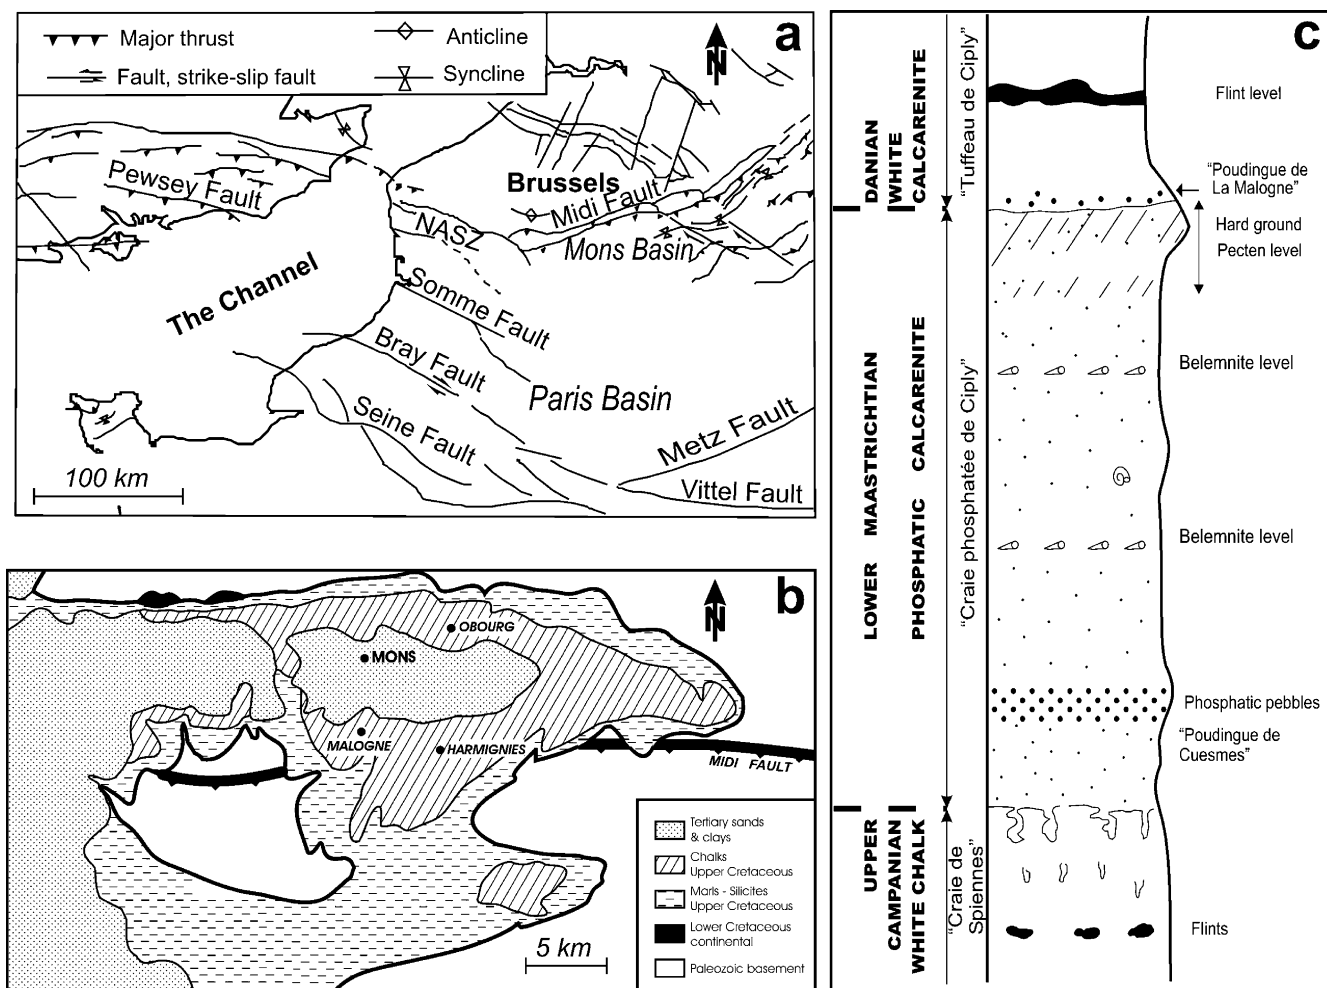 a
Major thrust
Anticline
Fault, strike-slip fault
Syncline
N
Pewsey Fault
Brussels
Midi Fault
NASZ
Mons Basin
The Channel
Somme Fault
Bray Fault
Paris Basin
Seine Fault
Metz Fault
Vittel Fault
100 km
b
N
OBOURG
MONS
MALOGNE
HARMIGNIES
MIDI FAULT
Tertiary sands
& clays
Chalks
Upper Cretaceous
Marls - Silicites
Upper Cretaceous
Lower Cretaceous
continental
Paleozoic basement
5 km
c
DANIAN
WHITE
CALCARENITE
"Tuffeau de Ciply"
LOWER MAASTRICHTIAN
PHOSPHATIC CALCARENITE
"Craie phosphatée de Ciply"
UPPER
CAMPANIAN
WHITE CHALK
"Craie de
Spiennes"
Flint level
"Poudingue de
La Malogne"
Hard ground
Pecten level
Belemnite level
Belemnite level
Phosphatic pebbles
"Poudingue de
Cuesmes"
Flints